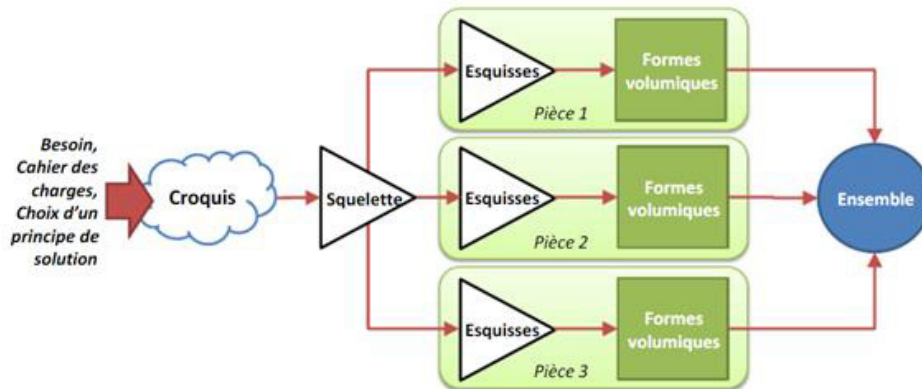 Besoin,
Cahier des
charges,
Choix d'un
principe de
solution
Croquis
Squelette
Esquisses
Formes
volumiques
Pièce 1
Esquisses
Formes
volumiques
Pièce 2
Esquisses
Formes
volumiques
Pièce 3
Ensemble